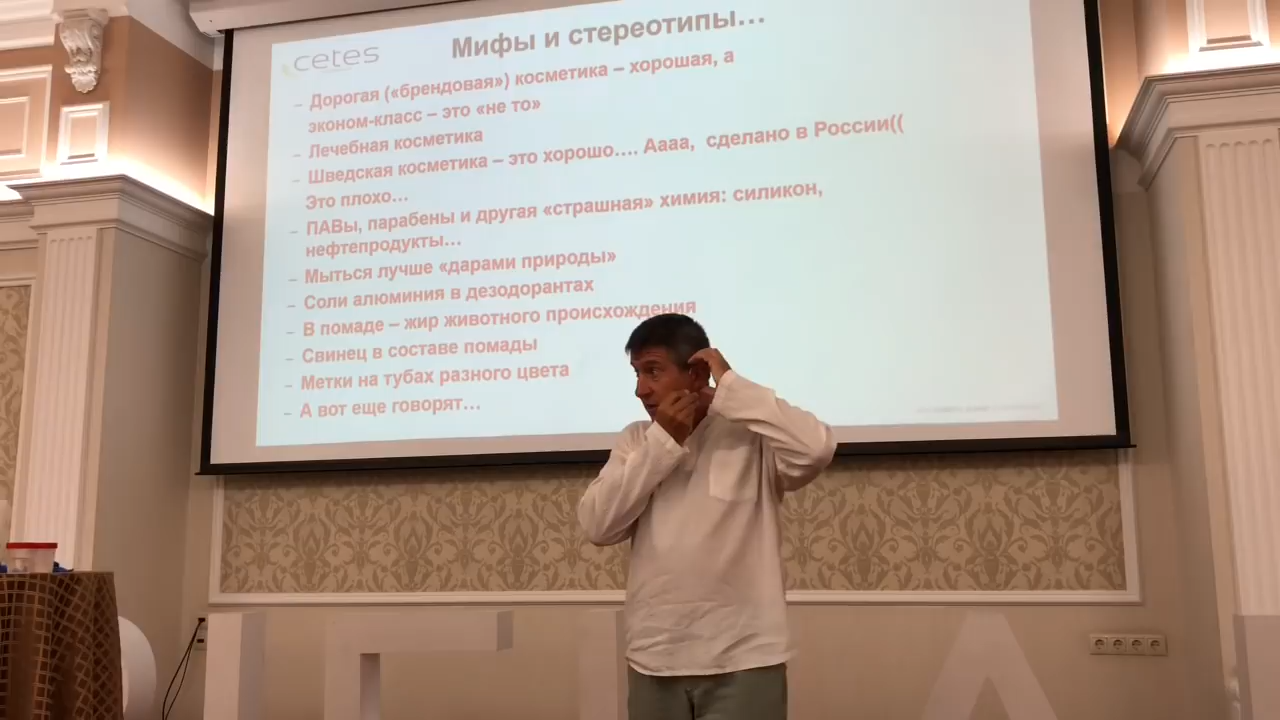 cetes
Мифы и стереотипы…
– Дорогая («брендовая») косметика – хорошая, а
эконом-класс – это «не то»
– Лечебная косметика
– Шведская косметика – это хорошо…. Аааа, сделано в России((
Это плохо…
– ПАВы, парабены и другая «страшная» химия: силикон,
нефтепродукты…
– Мыться лучше «дарами природы»
– Соли алюминия в дезодорантах
– В помаде – жир животного происхождения
– Свинец в составе помады
– Метки на тубах разного цвета
– А вот еще говорят…